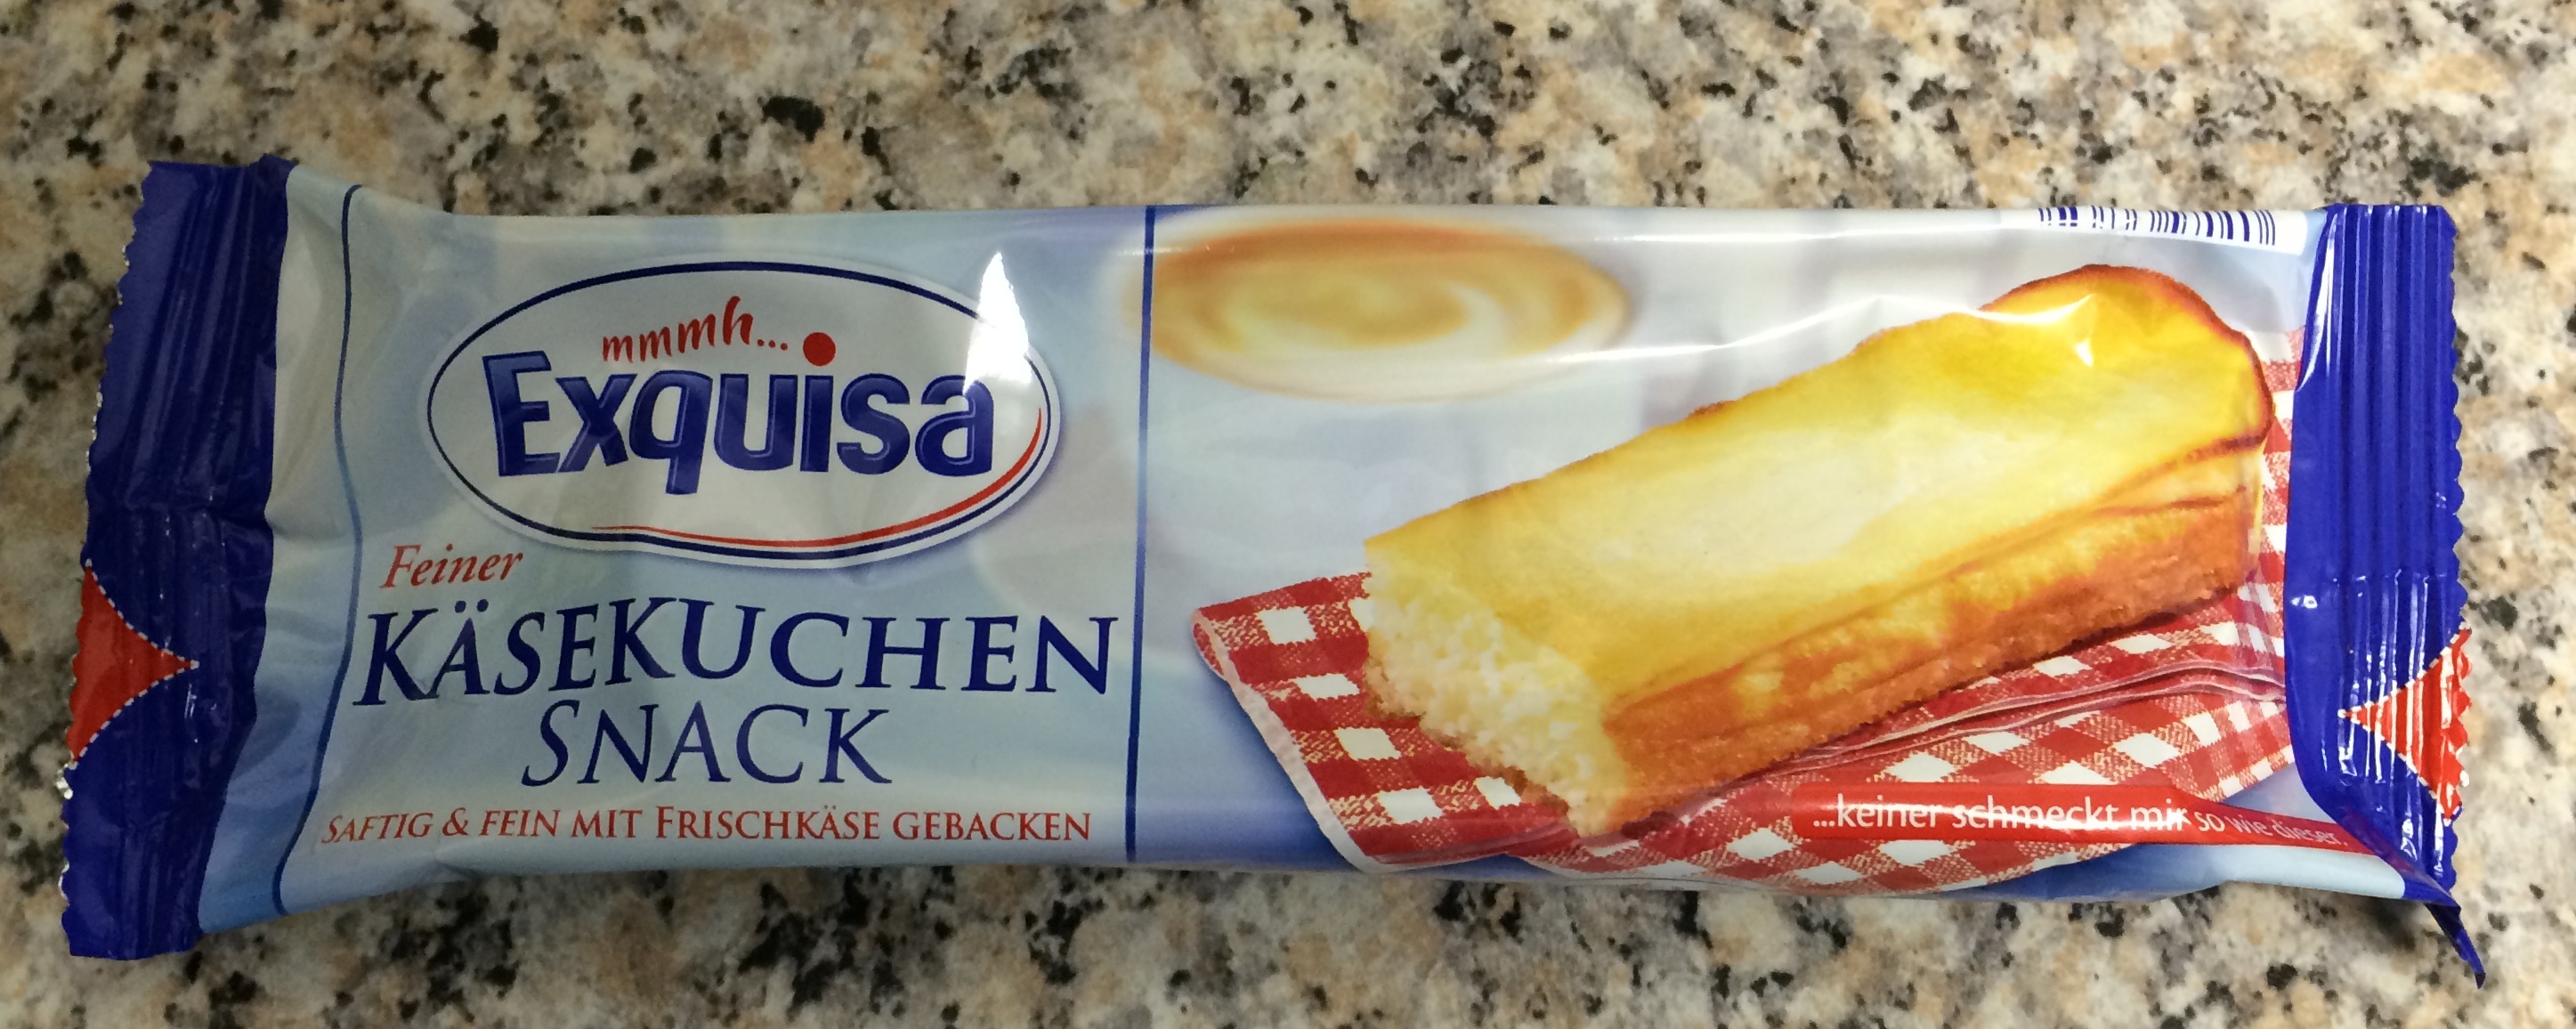 mmmh...
Exquisa
Feiner
KÄSEKUCHEN
SNACK
SAFTIG & FEIN MIT FRISCHKÄSE GEBACKEN
...keiner schmeckt mir so wie dieser.